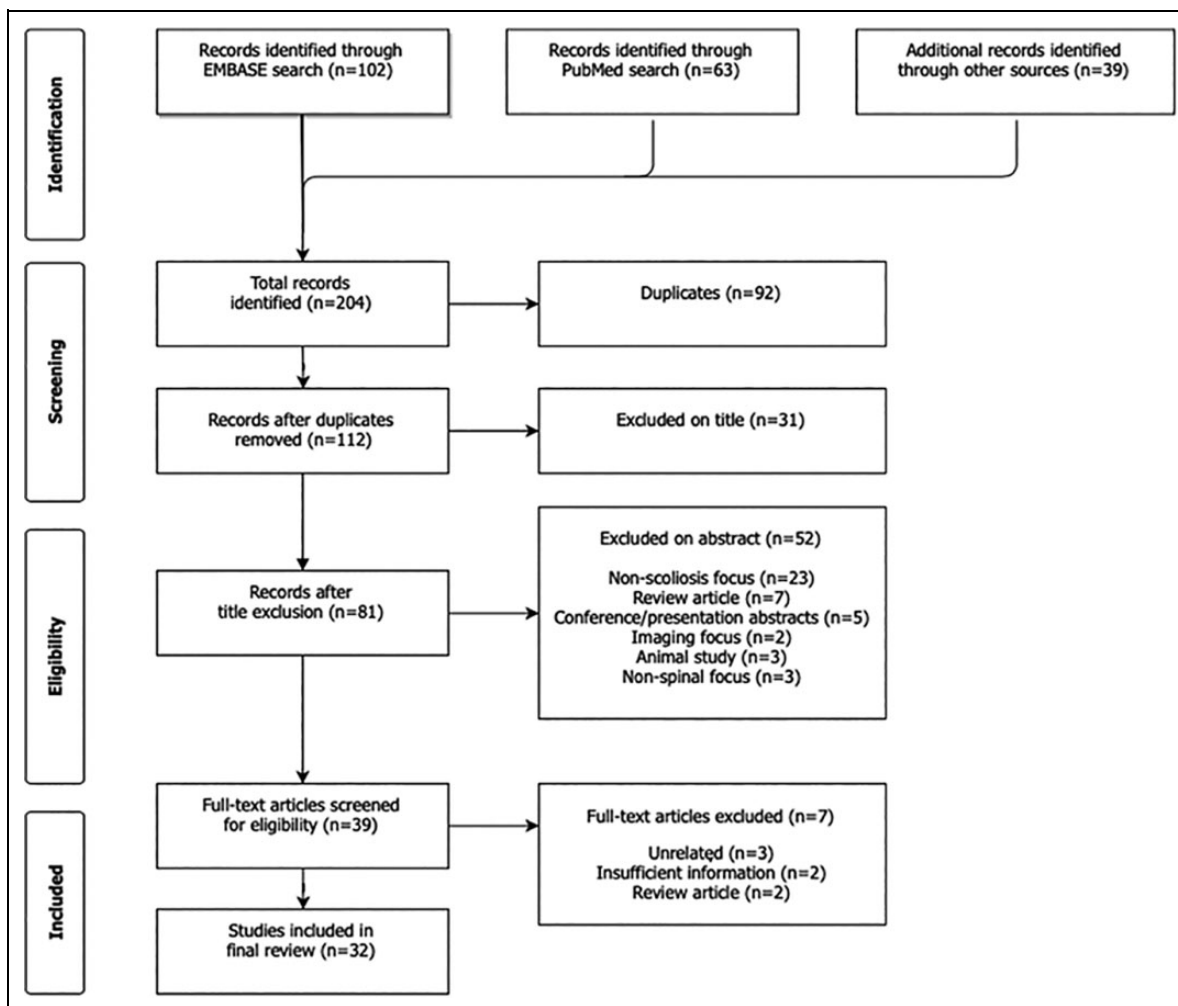 Identification
Records identified through
EMBASE search (n=102)
Records identified through
PubMed search (n=63)
Additional records identified
through other sources (n=39)
Screening
Total records
identified (n=204)
Duplicates (n=92)
Records after duplicates
removed (n=112)
Excluded on title (n=31)
Eligibility
Records after
title exclusion (n=81)
Excluded on abstract (n=52)
Non-scoliosis focus (n=23)
Review article (n=7)
Conference/presentation abstracts (n=5)
Imaging focus (n=2)
Animal study (n=3)
Non-spinal focus (n=3)
Full-text articles screened
for eligibility (n=39)
Full-text articles excluded (n=7)
Unrelated (n=3)
Insufficient information (n=2)
Review article (n=2)
Included
Studies included in
final review (n=32)